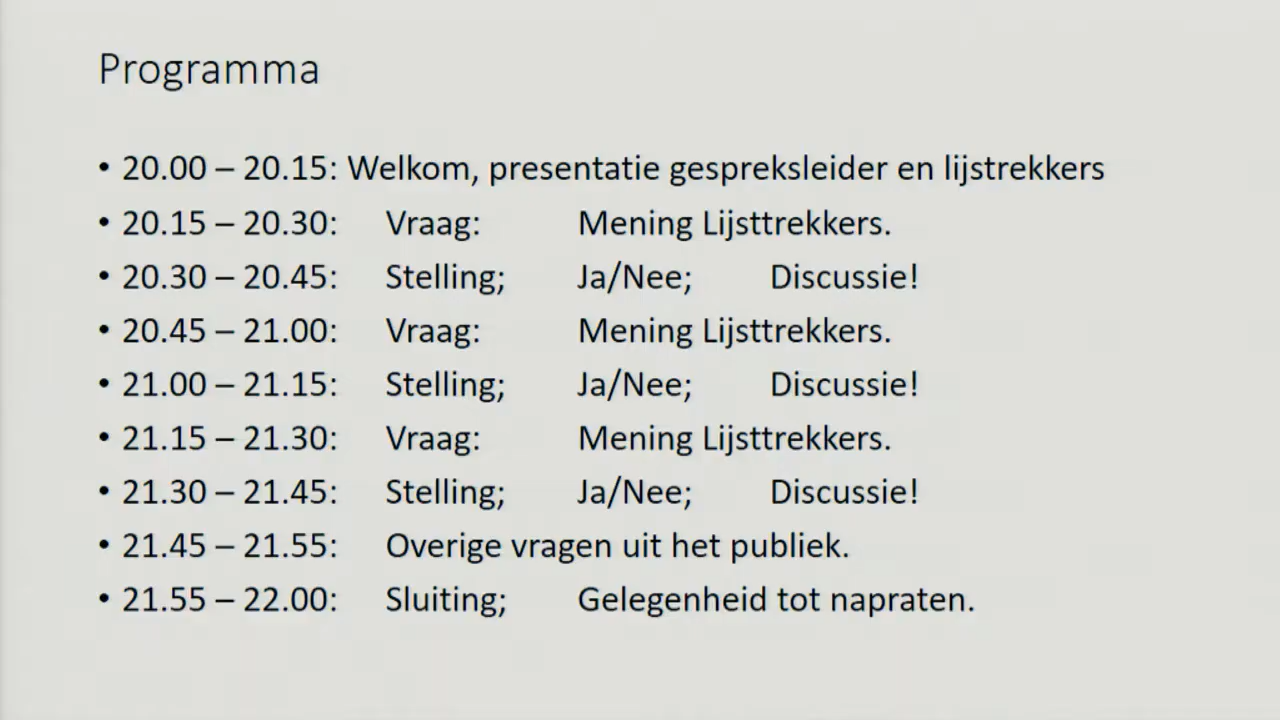 Programma
• 20.00 – 20.15: Welkom, presentatie gespreksleider en lijstrekkers
• 20.15 – 20.30: Vraag: Mening Lijsttrekkers.
• 20.30 – 20.45: Stelling; Ja/Nee; Discussie!
• 20.45 – 21.00: Vraag: Mening Lijsttrekkers.
• 21.00 – 21.15: Stelling; Ja/Nee; Discussie!
• 21.15 – 21.30: Vraag: Mening Lijsttrekkers.
• 21.30 – 21.45: Stelling; Ja/Nee; Discussie!
• 21.45 – 21.55: Overige vragen uit het publiek.
• 21.55 – 22.00: Sluiting; Gelegenheid tot napraten.